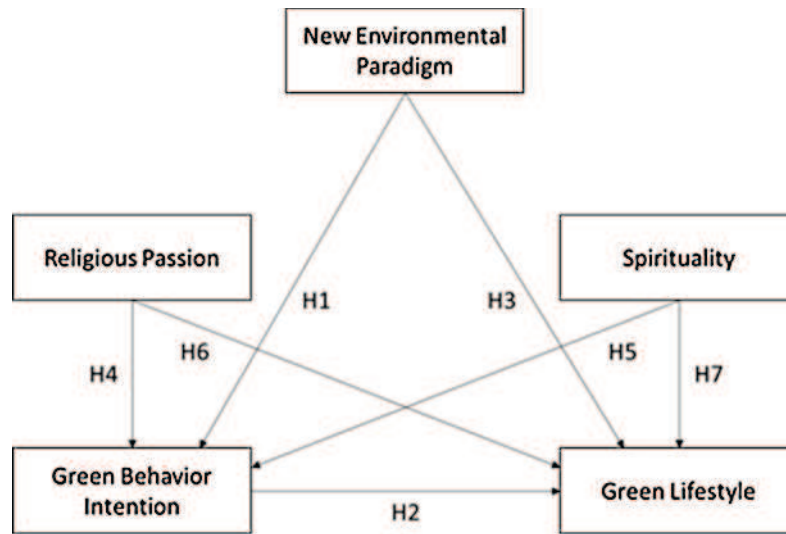 New Environmental
Paradigm
Religious Passion
Spirituality
H1
H3
H6
H5
H4
H7
Green Behavior
Intention
Green Lifestyle
H2